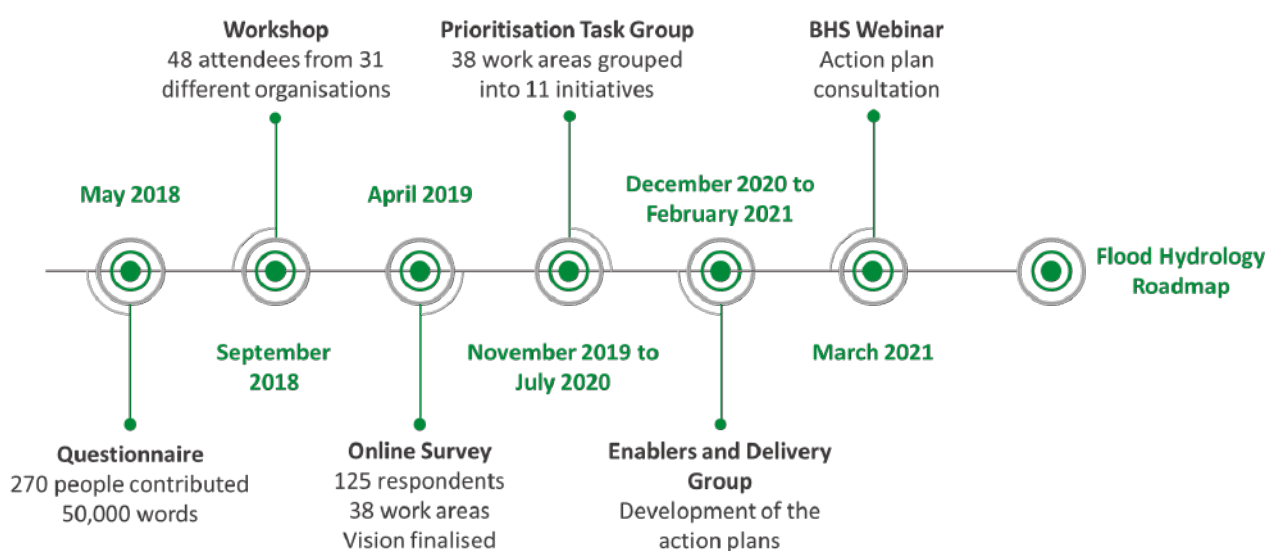 Workshop
48 attendees from 31
different organisations
Prioritisation Task Group
38 work areas grouped
into 11 initiatives
BHS Webinar
Action plan
consultation
May 2018
April 2019
December 2020 to
February 2021
Flood Hydrology
Roadmap
September
2018
November 2019 to
July 2020
March 2021
Questionnaire
270 people contributed
50,000 words
Online Survey
125 respondents
38 work areas
Vision finalised
Enablers and Delivery
Group
Development of the
action plans